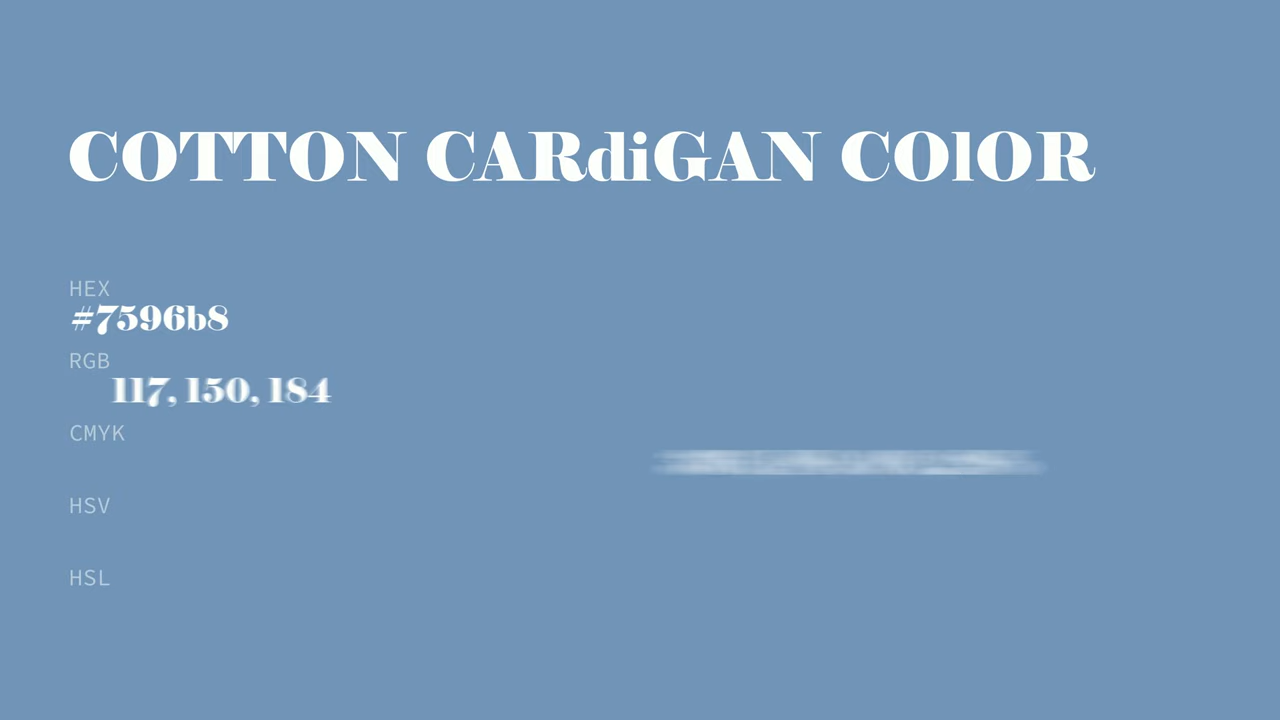 COTTON CARdiGAN COlOR
HEX
#7596b8
RGB
117, 150, 184
CMYK
HSV
HSL